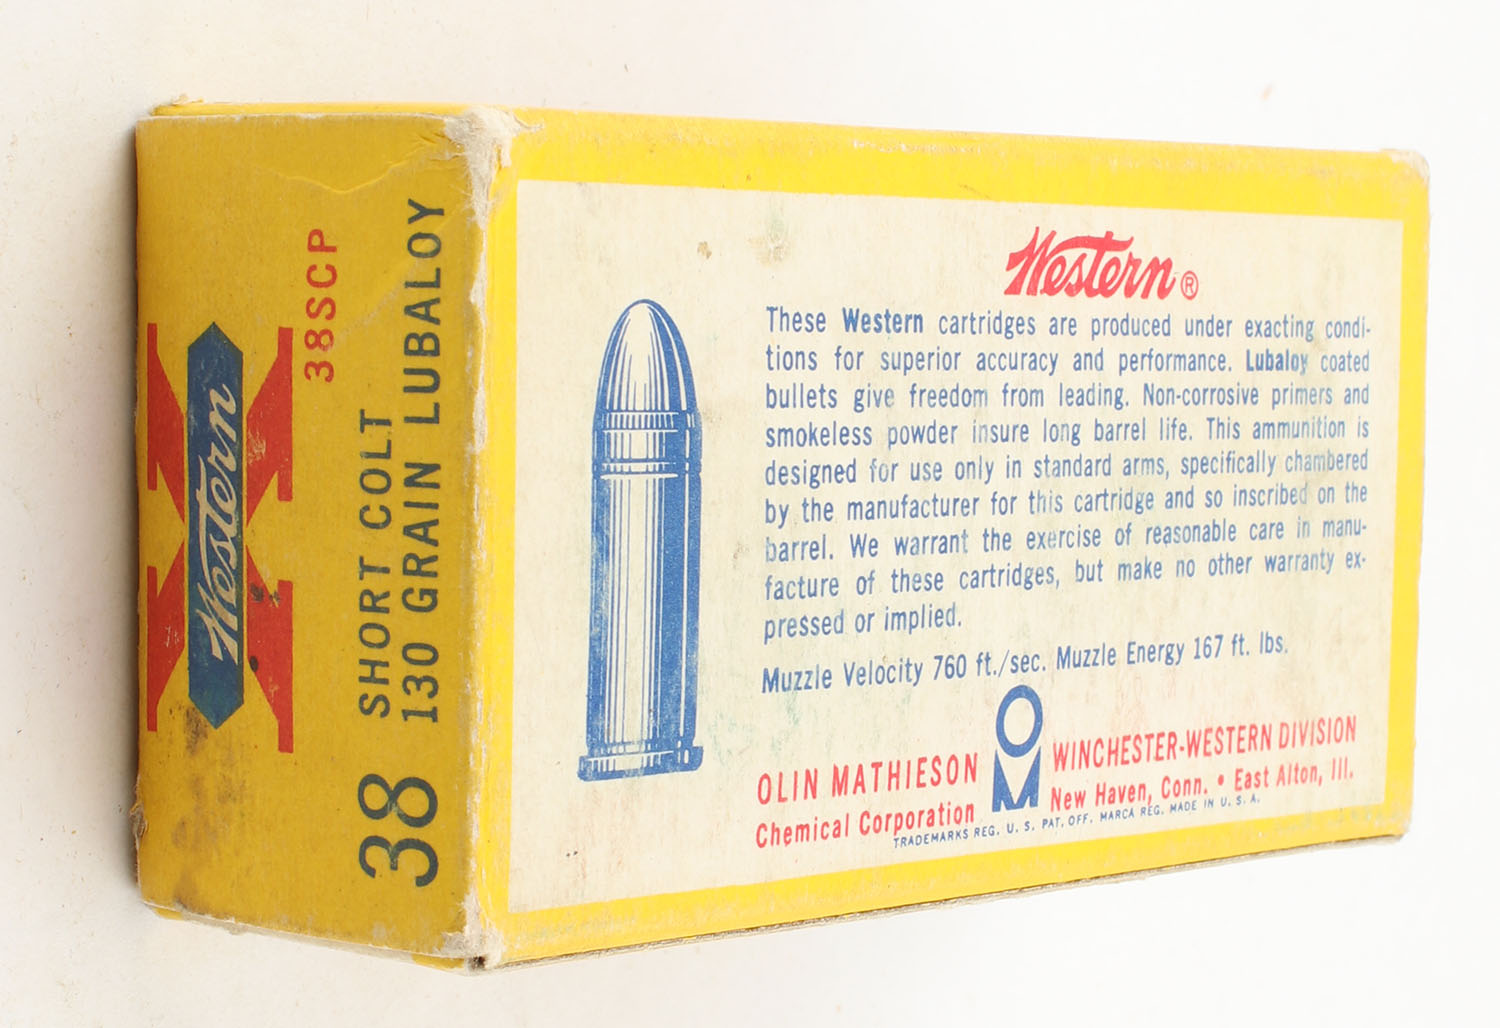 Western
38SCP
38 SHORT COLT
130 GRAIN LUBALOY
Western®
These Western cartridges are produced under exacting condi-
tions for superior accuracy and performance. Lubaloy coated
bullets give freedom from leading. Non-corrosive primers and
smokeless powder insure long barrel life. This ammunition is
designed for use only in standard arms, specifically chambered
by the manufacturer for this cartridge and so inscribed on the
barrel. We warrant the exercise of reasonable care in manu-
facture of these cartridges, but make no other warranty ex-
pressed or implied.
Muzzle Velocity 760 ft./sec. Muzzle Energy 167 ft. lbs.
OLIN MATHIESON
Chemical Corporation
OM
WINCHESTER-WESTERN DIVISION
New Haven, Conn. • East Alton, Ill.
TRADEMARKS REG. U. S. PAT. OFF. MARCA REG. MADE IN U. S. A.